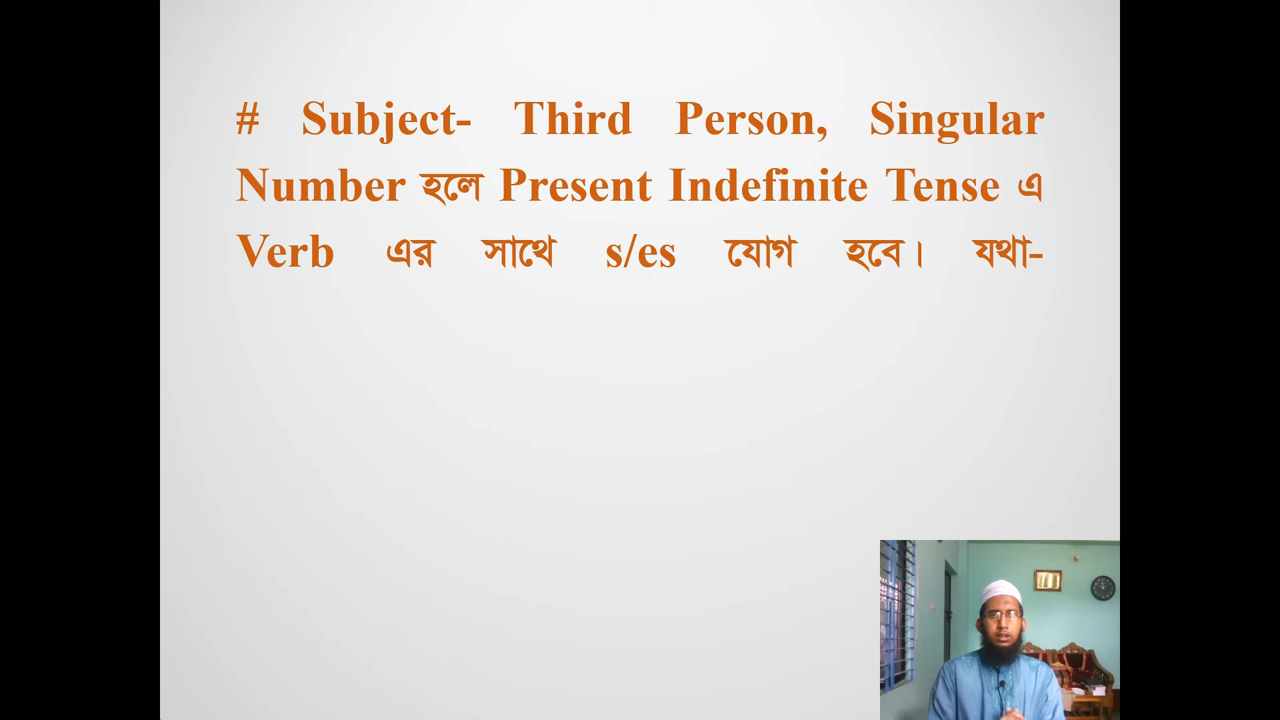 # Subject- Third Person, Singular
Number হলে Present Indefinite Tense এ
Verb এর সাথে s/es যোগ হবে। যথা-